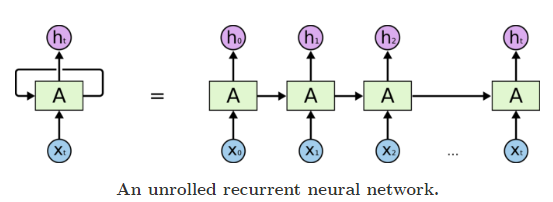 hₜ h₀ h₁ h₂ hₜ
A = A A A A
xₜ x₀ x₁ x₂ ... xₜ
An unrolled recurrent neural network.